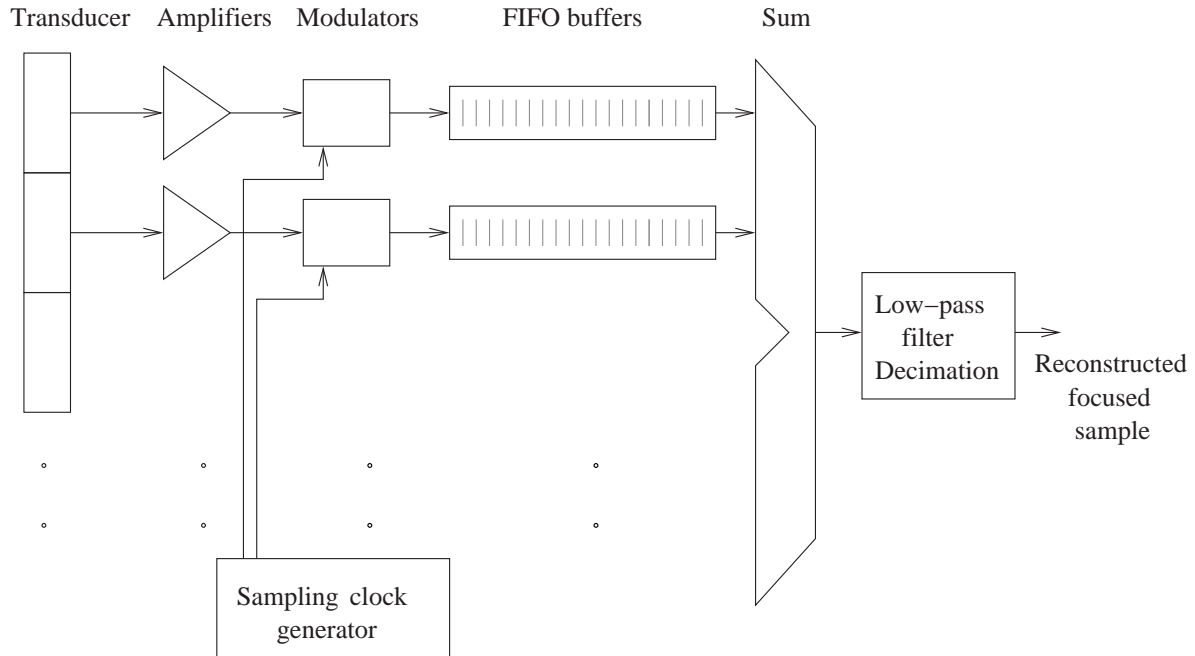 Transducer Amplifiers Modulators FIFO buffers Sum
Low−pass
filter
Decimation
Reconstructed
focused
sample
Sampling clock
generator